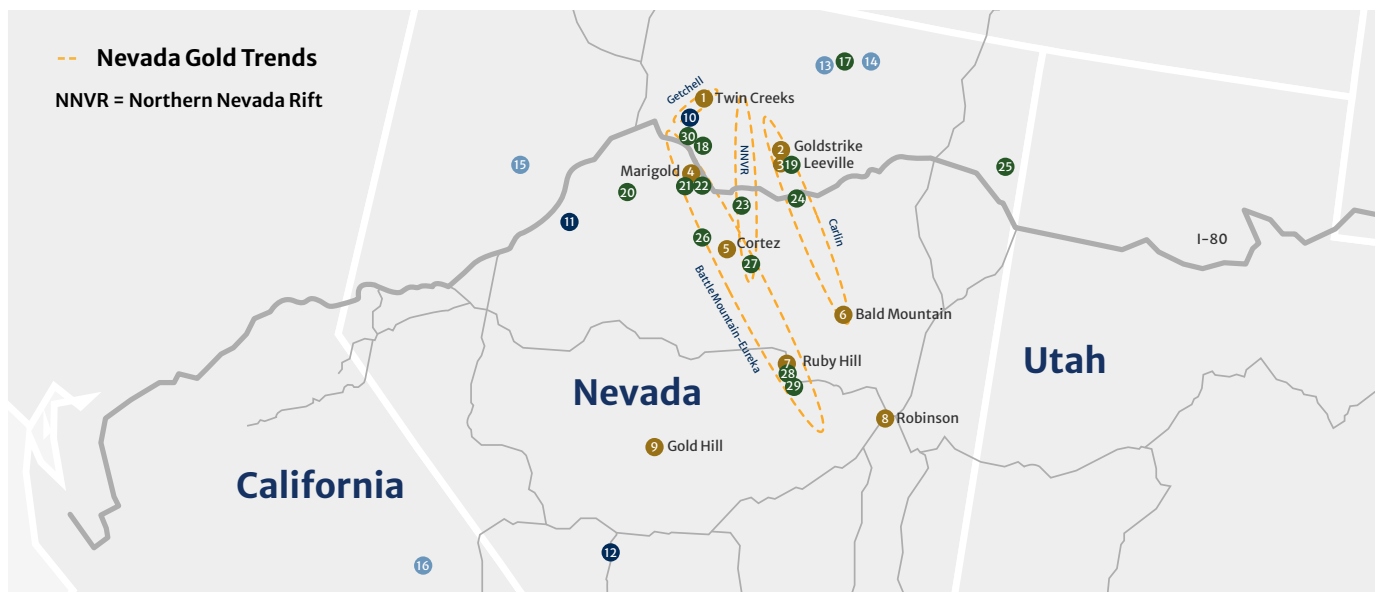 Nevada Gold Trends
NNVR = Northern Nevada Rift
13
17
14
Getchell
1 Twin Creeks
10
30
18
NNVR
2 Goldstrike
3 19 Leeville
15
25
Marigold 4
20
21 22
23
24
11
Carlin
26
5 Cortez
I-80
27
Battle Mountain-Eureka
6 Bald Mountain
7 Ruby Hill
28
29
Utah
Nevada
8 Robinson
9 Gold Hill
California
12
16